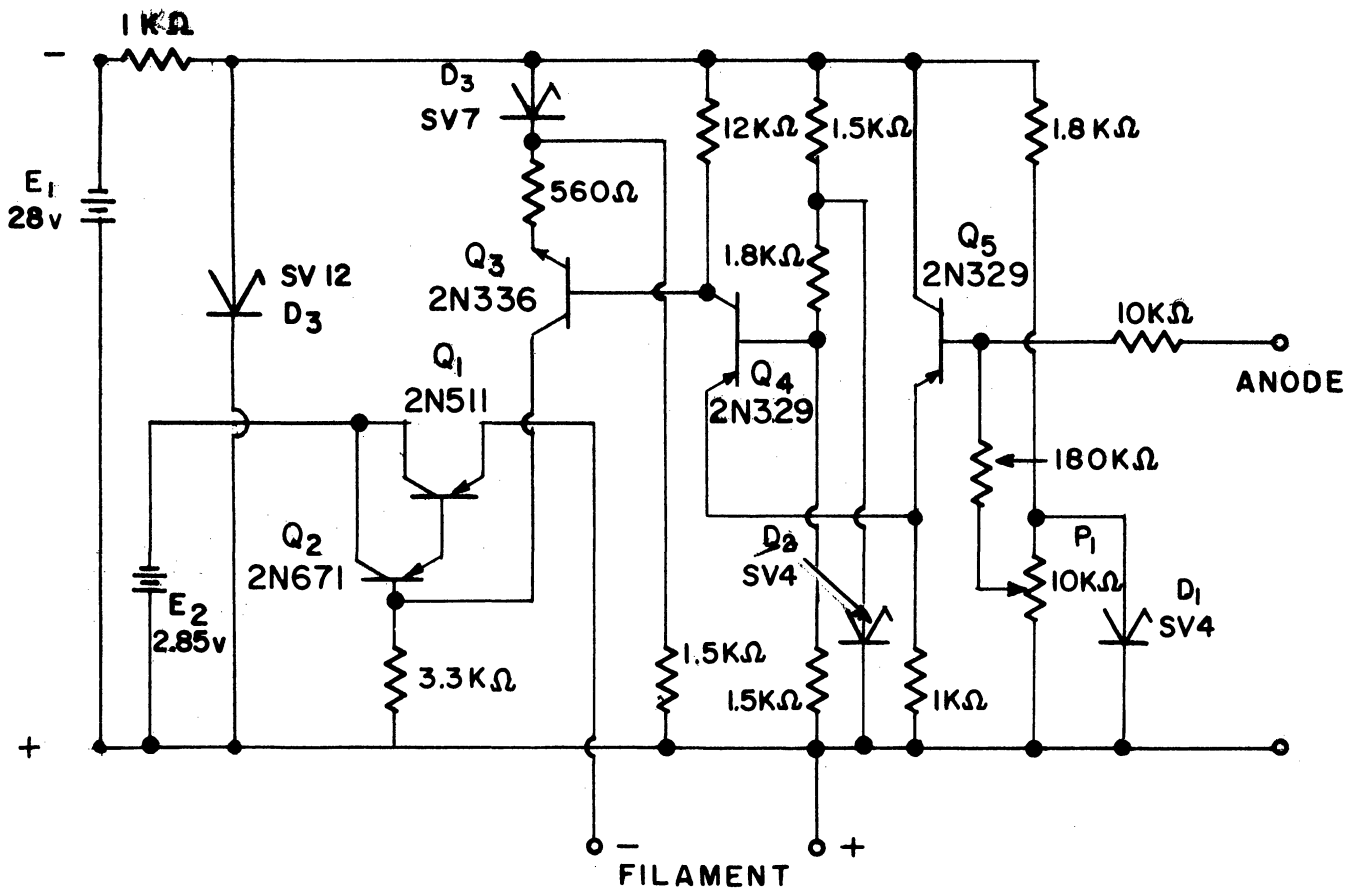 1KΩ
−
D3
SV7
12KΩ
1.5KΩ
1.8KΩ
E1
28v
560Ω
Q3
2N336
1.8KΩ
Q5
2N329
SV12
D3
10KΩ
ANODE
Q1
2N511
Q4
2N329
180KΩ
Q2
2N671
D2
SV4
P1
10KΩ
D1
SV4
E2
2.85v
3.3KΩ
1.5KΩ
1.5KΩ
1KΩ
+
−
+
FILAMENT